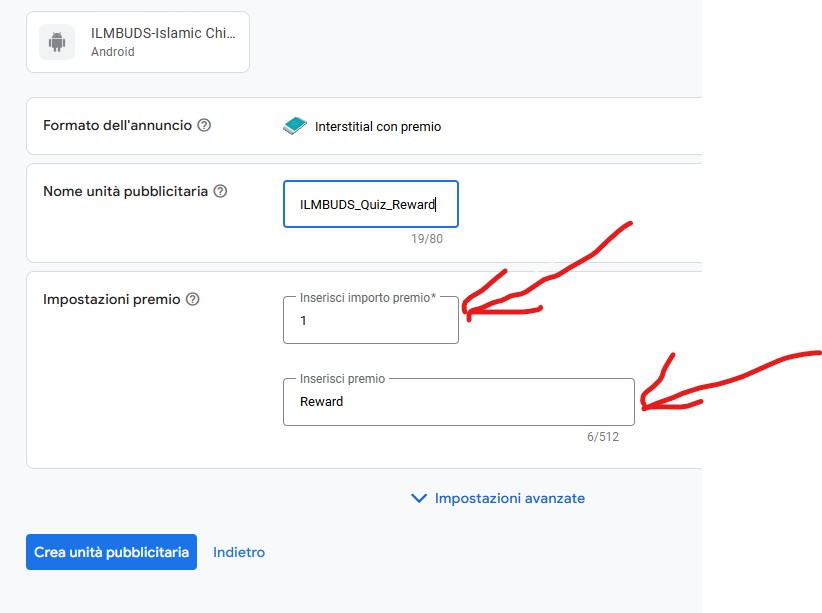 ILMBUDS-Islamic Chi...
Android
Formato dell'annuncio
Interstitial con premio
Nome unità pubblicitaria
ILMBUDS_Quiz_Reward
19/80
Impostazioni premio
Inserisci importo premio*
1
Inserisci premio
Reward
6/512
Impostazioni avanzate
Crea unità pubblicitaria Indietro